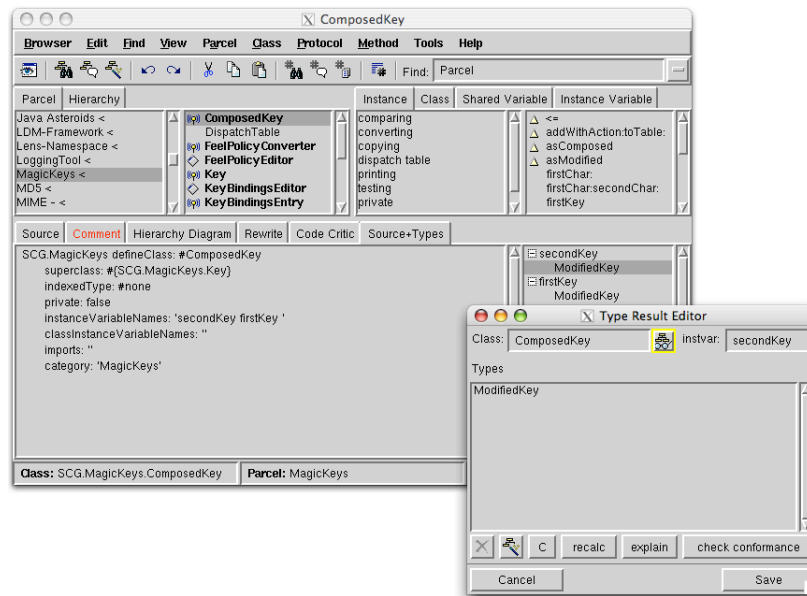 ComposedKey
Browser Edit Find View Parcel Class Protocol Method Tools Help
Find: Parcel
Parcel Hierarchy
Instance Class Shared Variable Instance Variable
Java Asteroids <
LDM-Framework <
Lens-Namespace <
LoggingTool <
MagicKeys <
MD5 <
MIME - <
ComposedKey
DispatchTable
FeelPolicyConverter
FeelPolicyEditor
Key
KeyBindingsEditor
KeyBindingsEntry
comparing
converting
copying
dispatch table
printing
testing
private
<=
addWithAction:toTable:
asComposed
asModified
firstChar:
firstChar:secondChar:
firstKey
Source Comment Hierarchy Diagram Rewrite Code Critic Source+Types
SCG.MagicKeys defineClass: #ComposedKey
superclass: #{SCG.MagicKeys.Key}
indexedType: #none
private: false
instanceVariableNames: 'secondKey firstKey '
classInstanceVariableNames: ''
imports: ''
category: 'MagicKeys'
secondKey
ModifiedKey
firstKey
ModifiedKey
Class: SCG.MagicKeys.ComposedKey
Parcel: MagicKeys
Type Result Editor
Class: ComposedKey instvar: secondKey
Types
ModifiedKey
C recalc explain check conformance
Cancel Save